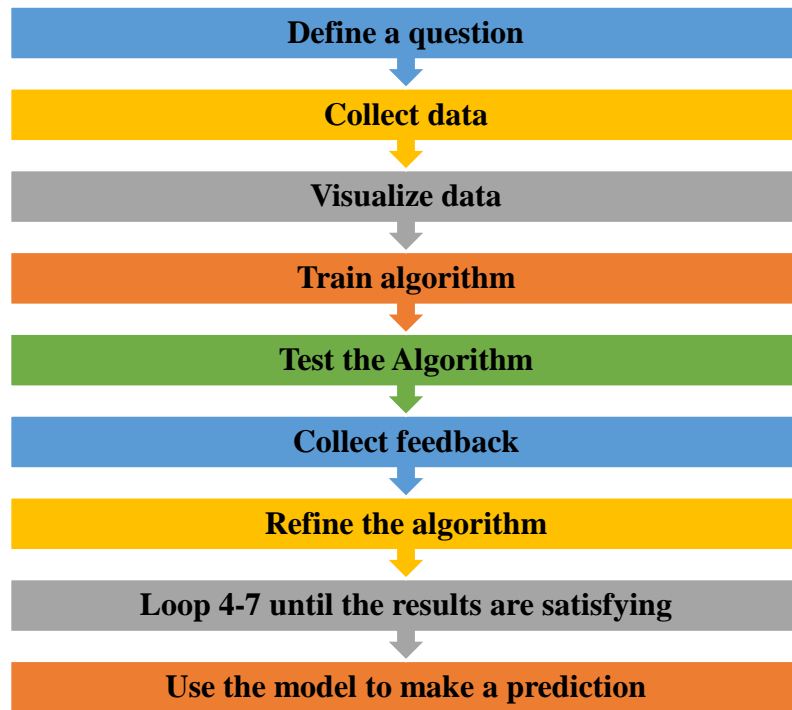 Define a question
Collect data
Visualize data
Train algorithm
Test the Algorithm
Collect feedback
Refine the algorithm
Loop 4-7 until the results are satisfying
Use the model to make a prediction